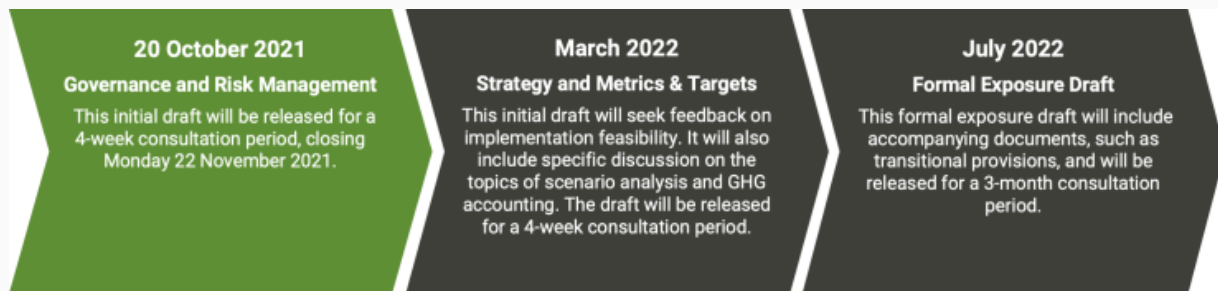 20 October 2021
Governance and Risk Management
This initial draft will be released for a
4-week consultation period, closing
Monday 22 November 2021.
March 2022
Strategy and Metrics & Targets
This initial draft will seek feedback on
implementation feasibility. It will also
include specific discussion on the
topics of scenario analysis and GHG
accounting. The draft will be released
for a 4-week consultation period.
July 2022
Formal Exposure Draft
This formal exposure draft will include
accompanying documents, such as
transitional provisions, and will be
released for a 3-month consultation
period.